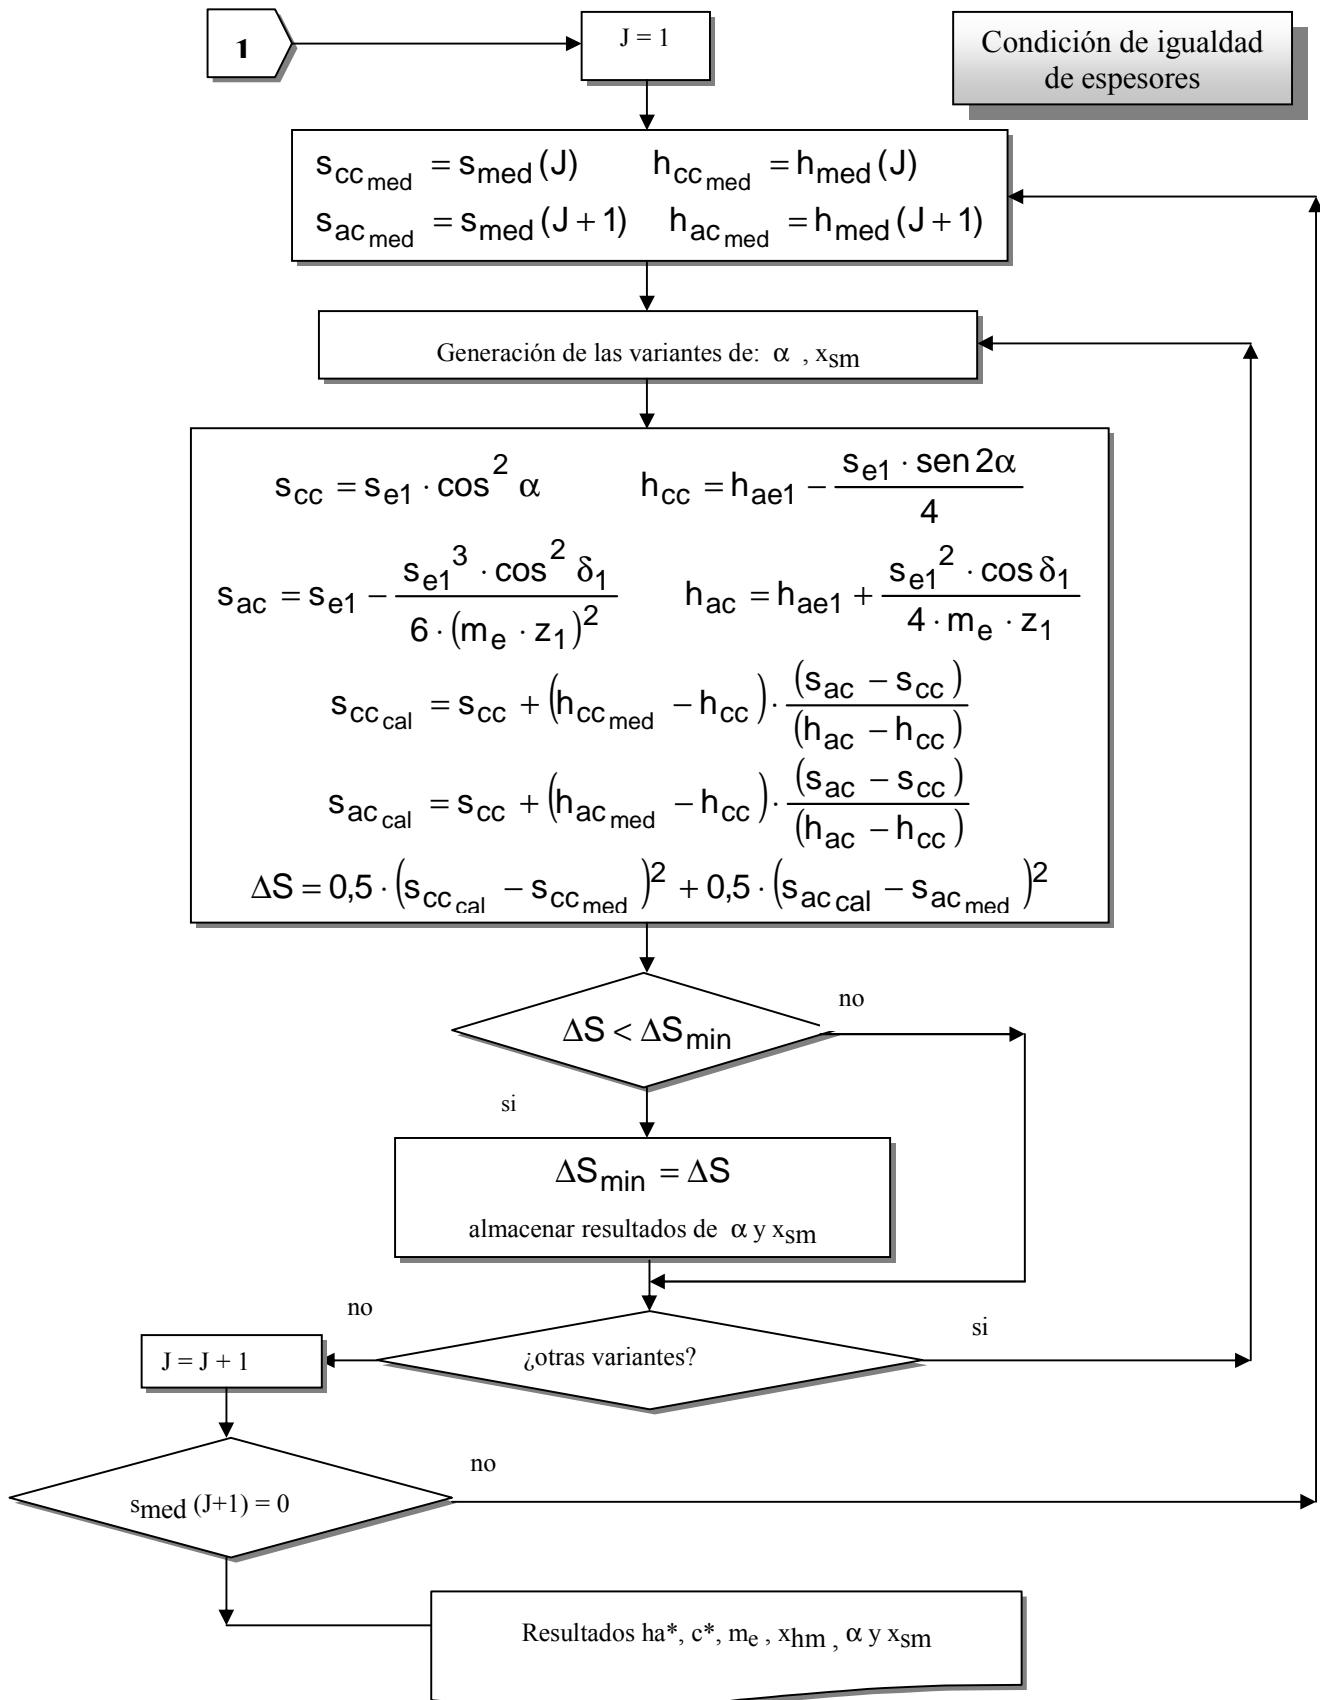 1
J = 1
Condición de igualdad
de espesores
s_cc_med = s_med (J)    h_cc_med = h_med (J)
s_ac_med = s_med (J + 1)    h_ac_med = h_med (J + 1)
Generación de las variantes de: α , x_sm
s_cc = s_e1 · cos² α    h_cc = h_ae1 − (s_e1 · sen 2α)/4
s_ac = s_e1 − (s_e1³ · cos² δ₁)/(6 · (m_e · z₁)²)    h_ac = h_ae1 + (s_e1² · cos δ₁)/(4 · m_e · z₁)
s_cc_cal = s_cc + (h_cc_med − h_cc) · (s_ac − s_cc)/(h_ac − h_cc)
s_ac_cal = s_cc + (h_ac_med − h_cc) · (s_ac − s_cc)/(h_ac − h_cc)
ΔS = 0,5 · (s_cc_cal − s_cc_med)² + 0,5 · (s_ac_cal − s_ac_med)²
no
ΔS < ΔS_min
si
ΔS_min = ΔS
almacenar resultados de α y x_sm
no
si
¿otras variantes?
J = J + 1
no
s_med (J+1) = 0
Resultados ha*, c*, m_e , x_hm , α y x_sm